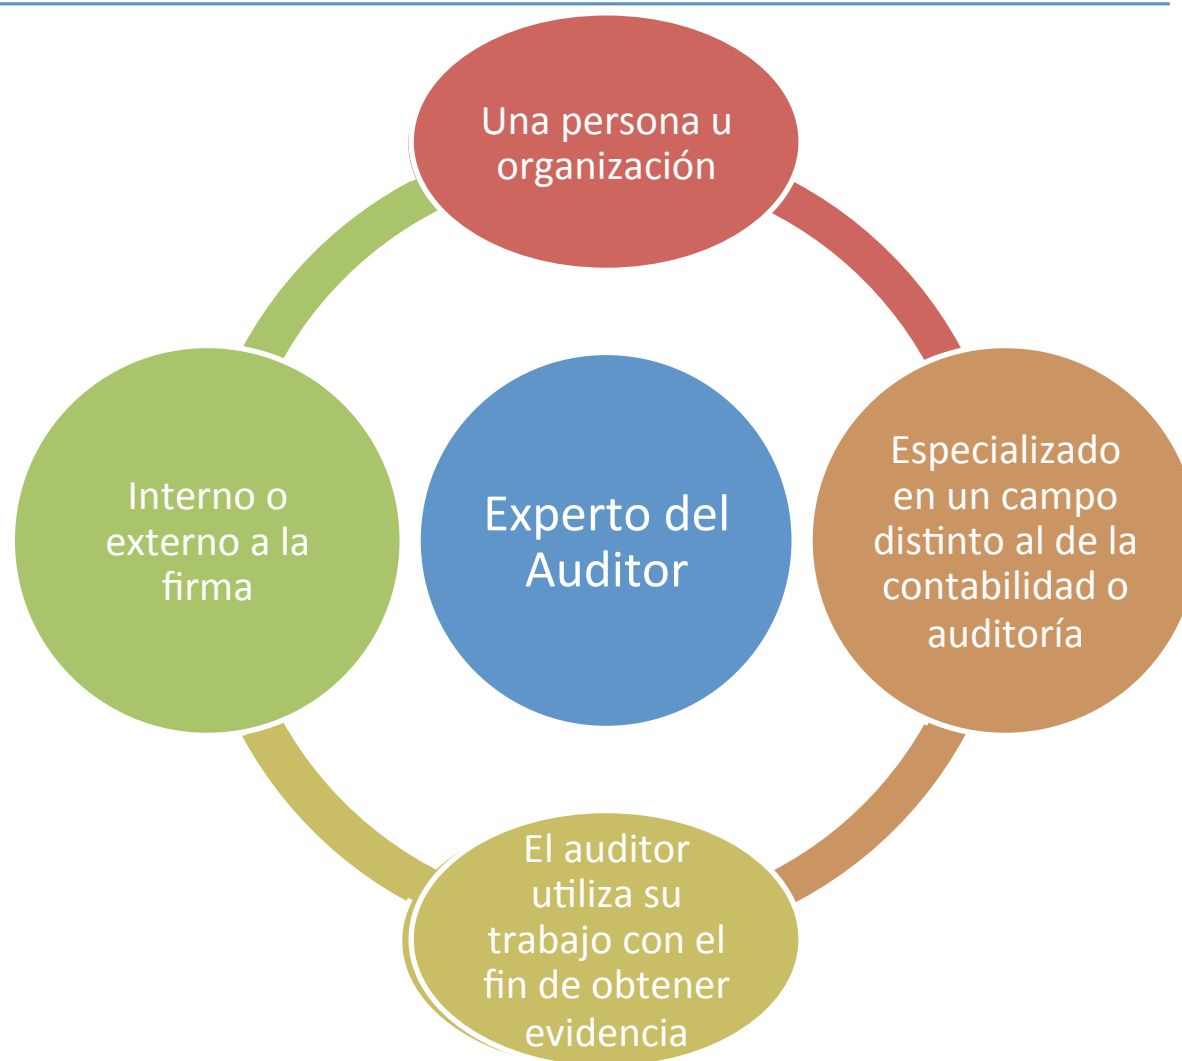 Una persona u
organización
Especializado
en un campo
distinto al de la
contabilidad o
auditoría
El auditor
utiliza su
trabajo con el
fin de obtener
evidencia
Interno o
externo a la
firma
Experto del
Auditor